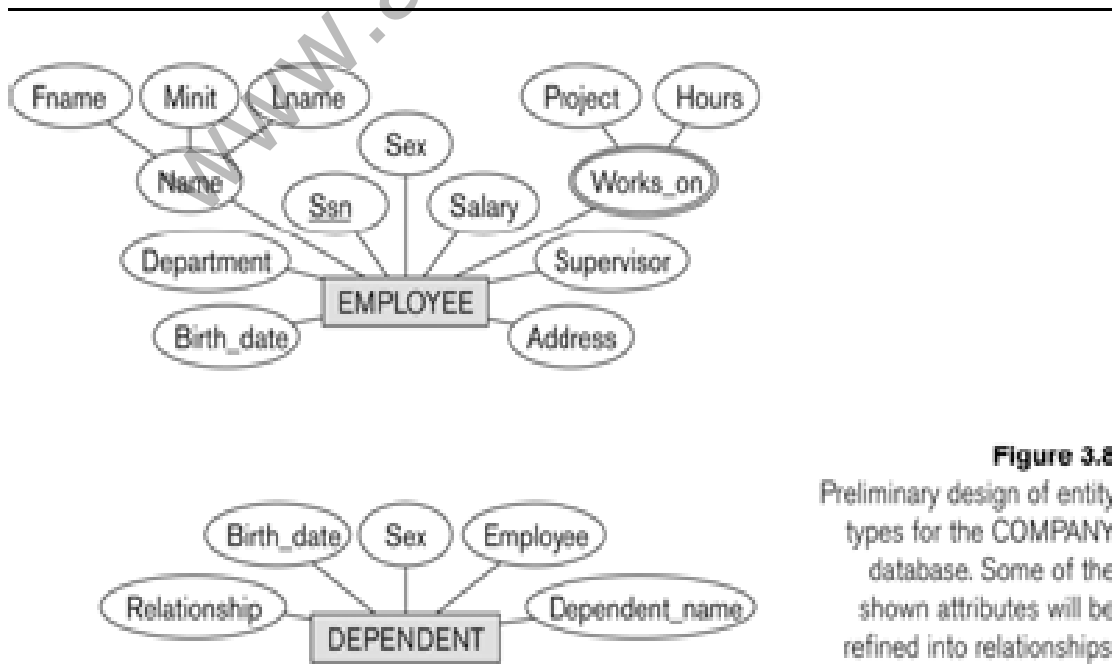 www.
Fname Minit Lname Project Hours
Sex
Name Works_on
Ssn Salary
Department Supervisor
EMPLOYEE
Birth_date Address
Figure 3.8
Preliminary design of entity
types for the COMPANY
database. Some of the
shown attributes will be
refined into relationships
Birth_date Sex Employee
Relationship Dependent_name
DEPENDENT